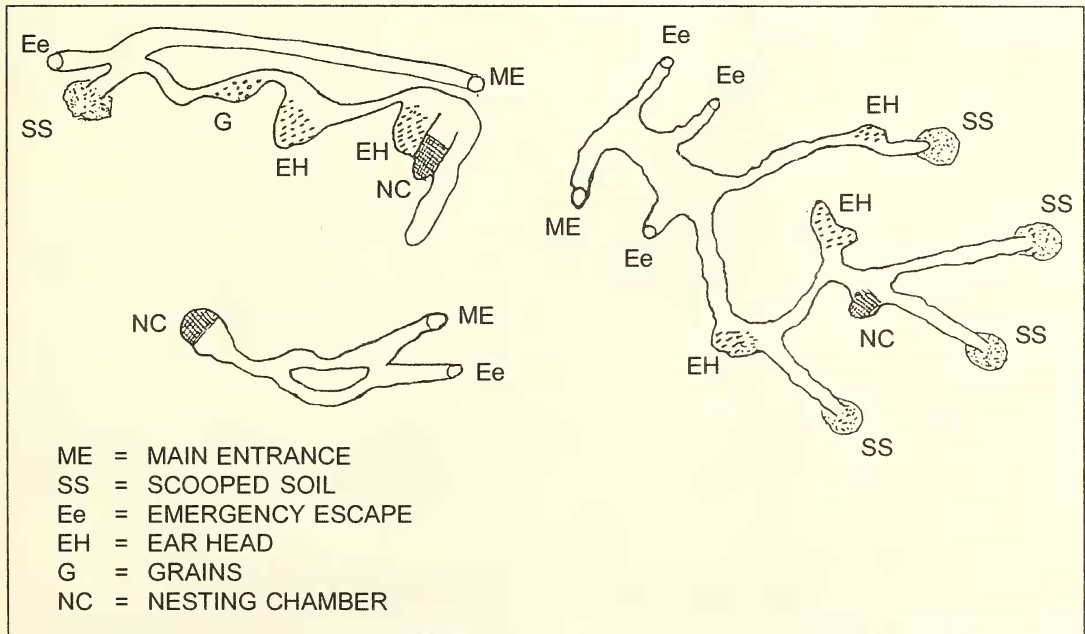 Ee
ME
SS
G
EH
EH
NC
Ee
Ee
EH
SS
ME
Ee
EH
SS
NC
SS
EH
SS
NC
ME
Ee
ME = MAIN ENTRANCE
SS = SCOOPED SOIL
Ee = EMERGENCY ESCAPE
EH = EAR HEAD
G = GRAINS
NC = NESTING CHAMBER